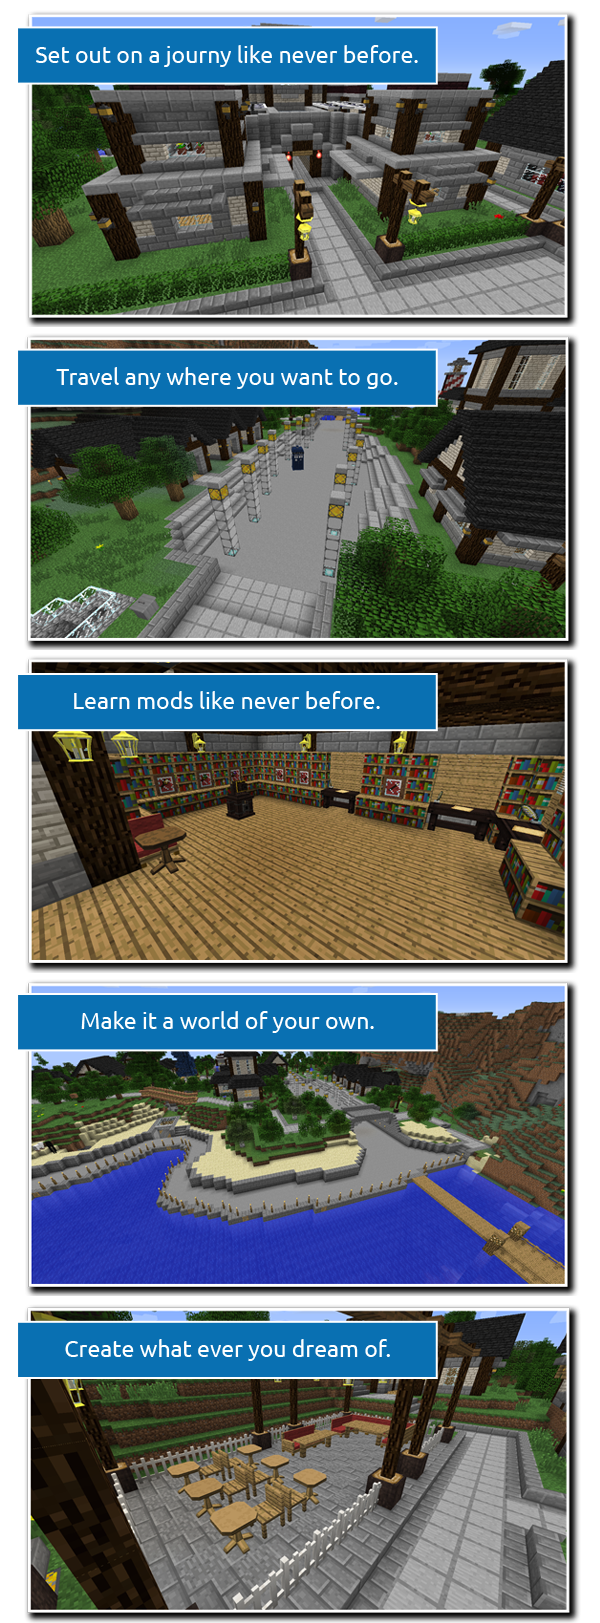 Set out on a journy like never before.
Travel any where you want to go.
Learn mods like never before.
Make it a world of your own.
Create what ever you dream of.